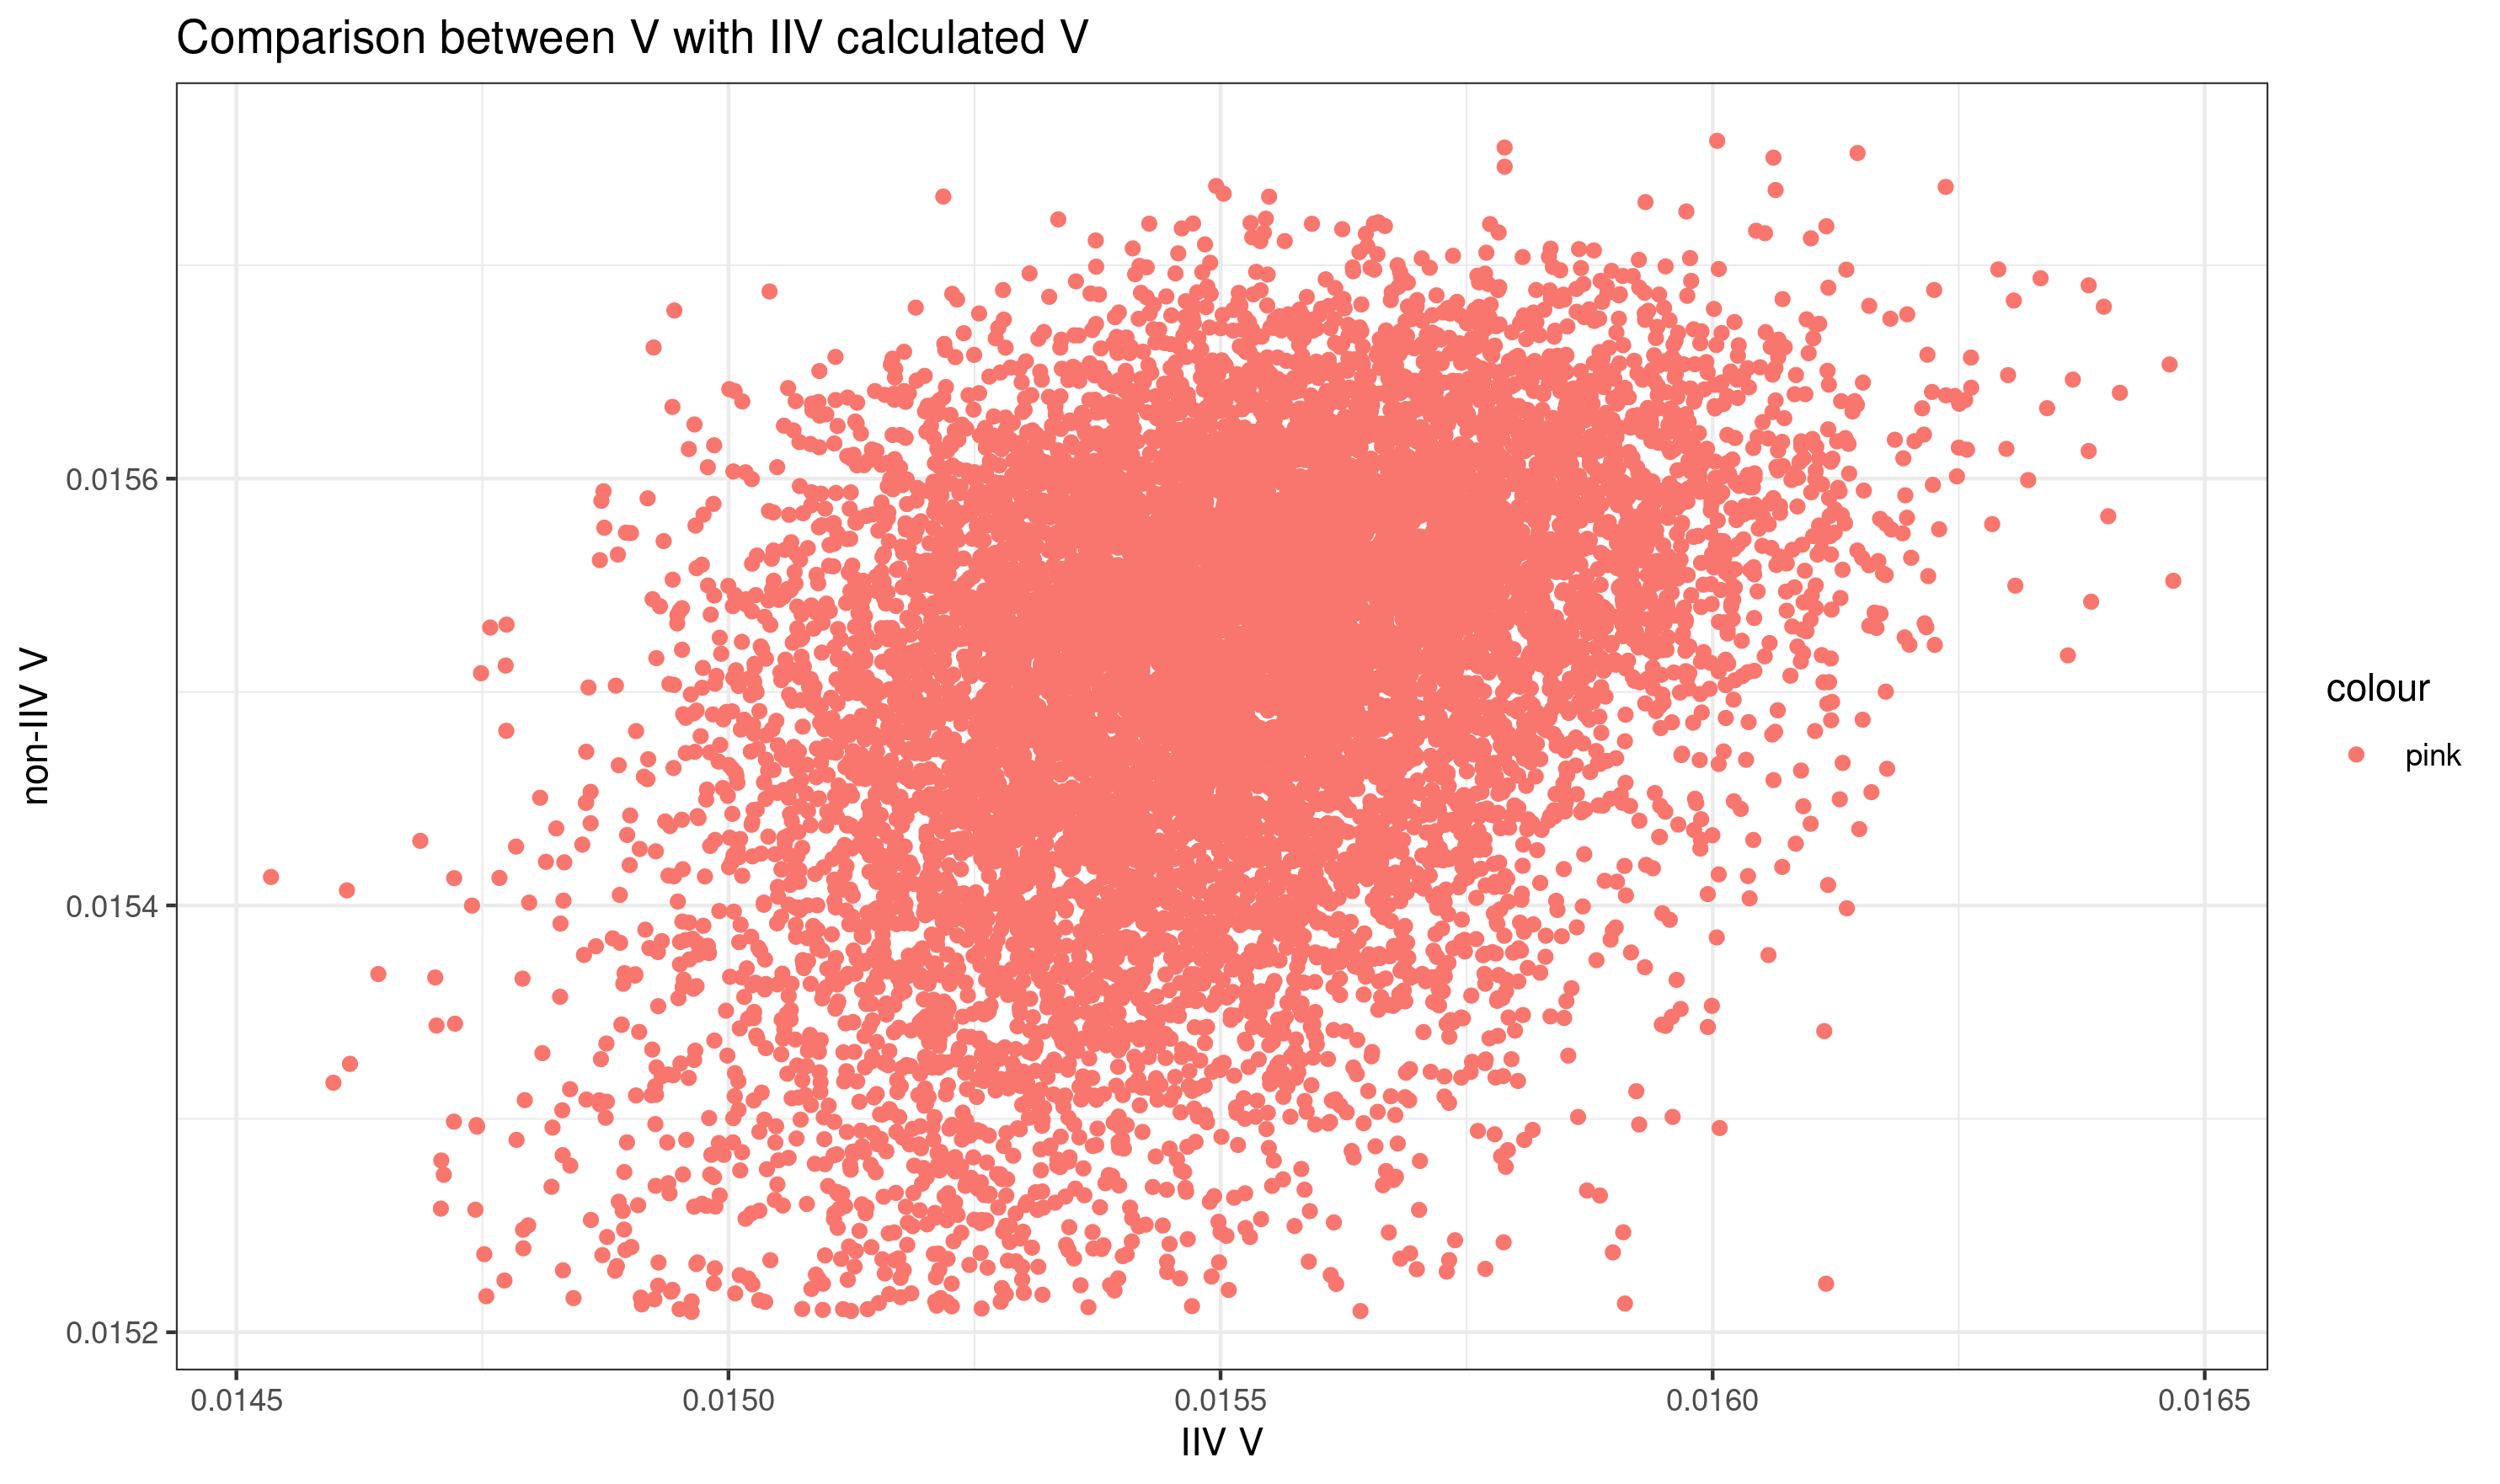 Comparison between V with IIV calculated V
non-IIV V
0.0156
0.0154
0.0152
0.0145
0.0150
0.0155
0.0160
0.0165
IIV V
colour
pink